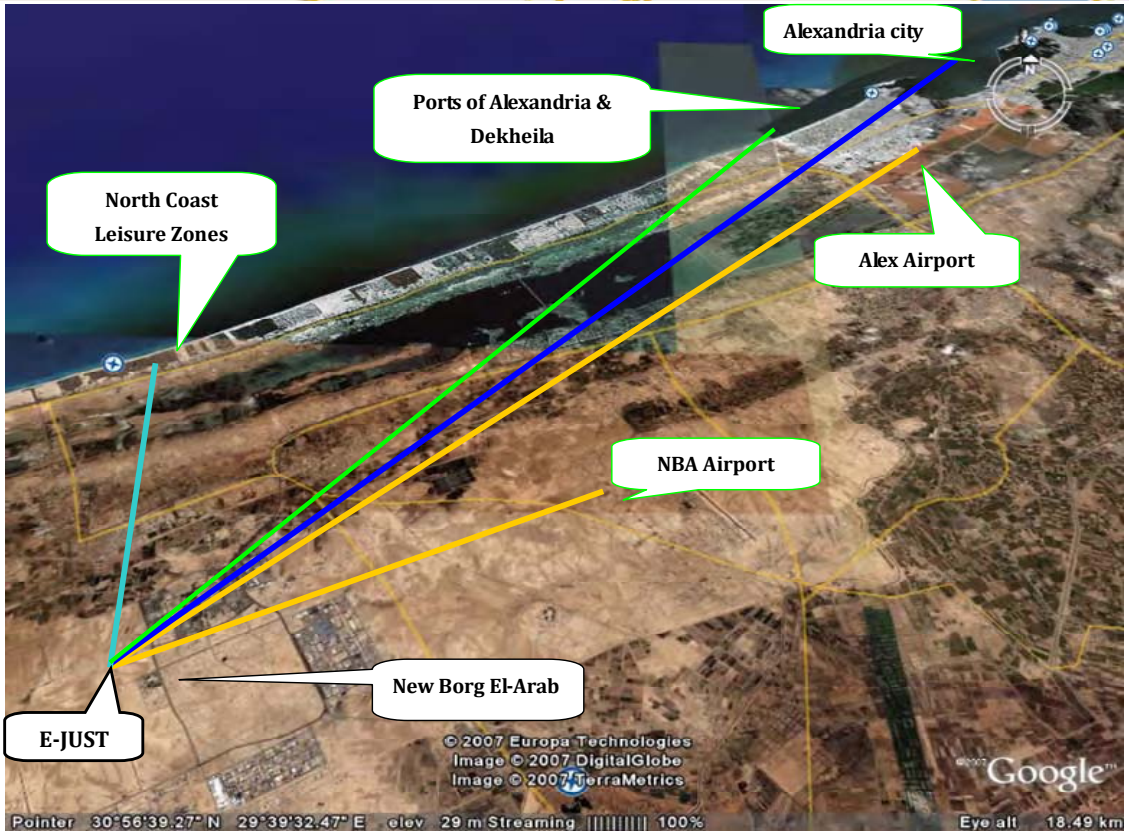 Alexandria city
N
Ports of Alexandria &
Dekheila
North Coast
Leisure Zones
Alex Airport
NBA Airport
New Borg El-Arab
E-JUST
© 2007 Europa Technologies
Image © 2007 DigitalGlobe
Image © 2007 TerraMetrics
©2007 Google™
Pointer 30°56'39.27" N 29°39'32.47" E elev 29 m Streaming |||||||||| 100% Eye alt 18.49 km